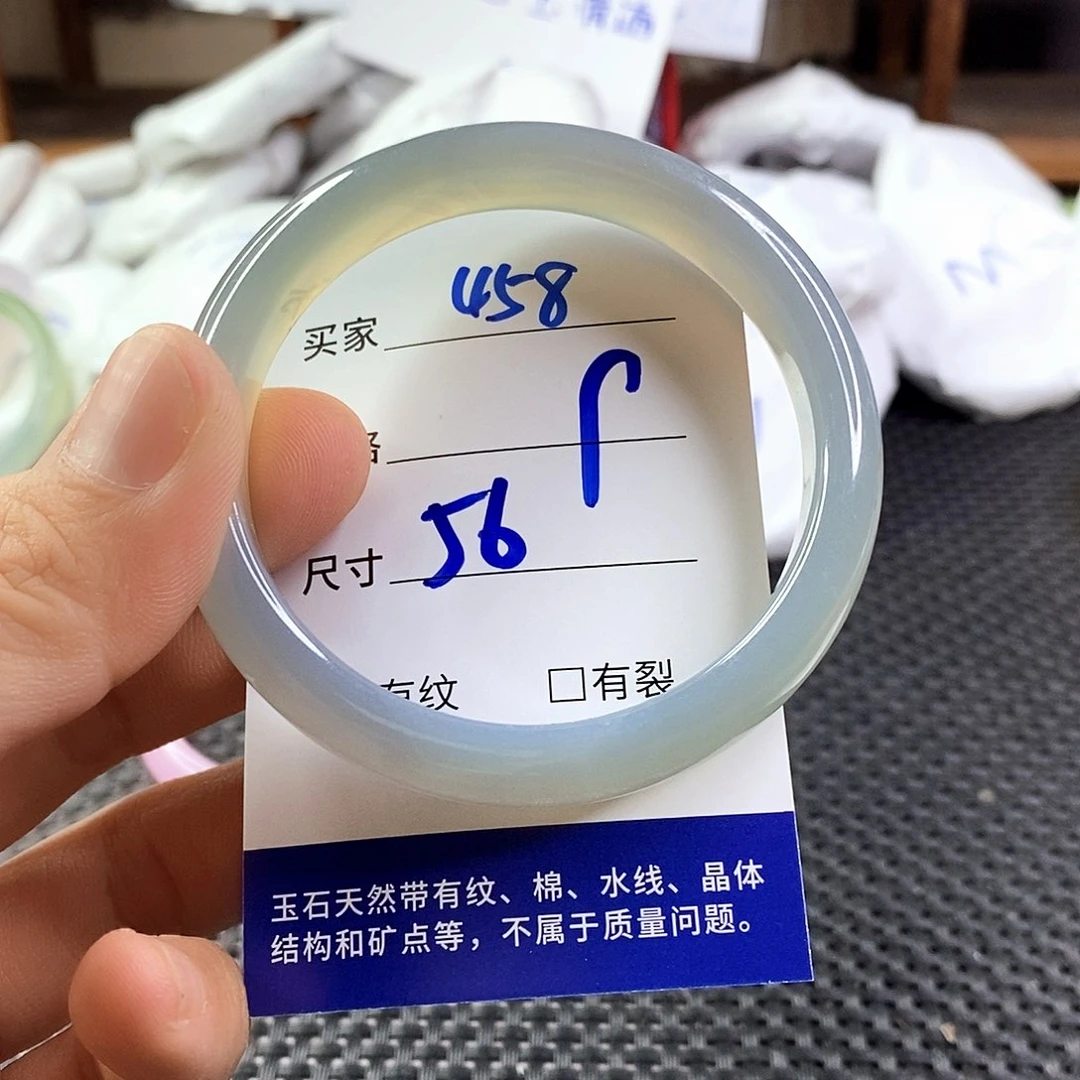 买家 458
格
尺寸 56
有纹 □有裂
玉石天然带有纹、棉、水线、晶体
结构和矿点等，不属于质量问题。